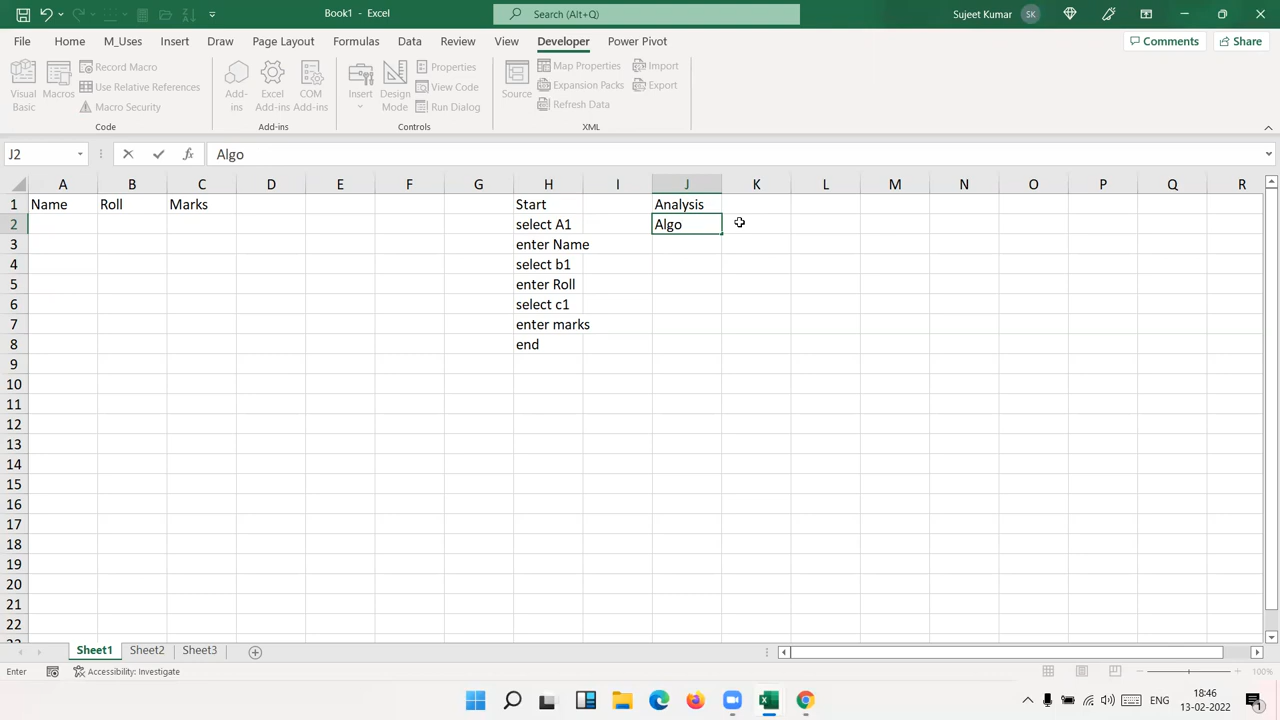 Book1 - Excel
Search (Alt+Q)
Sujeet Kumar
SK
File
Home
M_Uses
Insert
Draw
Page Layout
Formulas
Data
Review
View
Developer
Power Pivot
Comments
Share
Visual Basic
Macros
Record Macro
Use Relative References
Macro Security
Code
Add-ins
Excel Add-ins
COM Add-ins
Add-ins
Insert
Design Mode
Properties
View Code
Run Dialog
Controls
Source
Map Properties
Expansion Packs
Refresh Data
Import
Export
XML
J2
fx
Algo
A B C D E F G H I J K L M N O P Q R
1 Name Roll Marks Start Analysis
2 select A1 Algo
3 enter Name
4 select b1
5 enter Roll
6 select c1
7 enter marks
8 end
9
10
11
12
13
14
15
16
17
18
19
20
21
22
Sheet1 Sheet2 Sheet3
Enter
Accessibility: Investigate
100%
ENG
18:46
13-02-2022
1